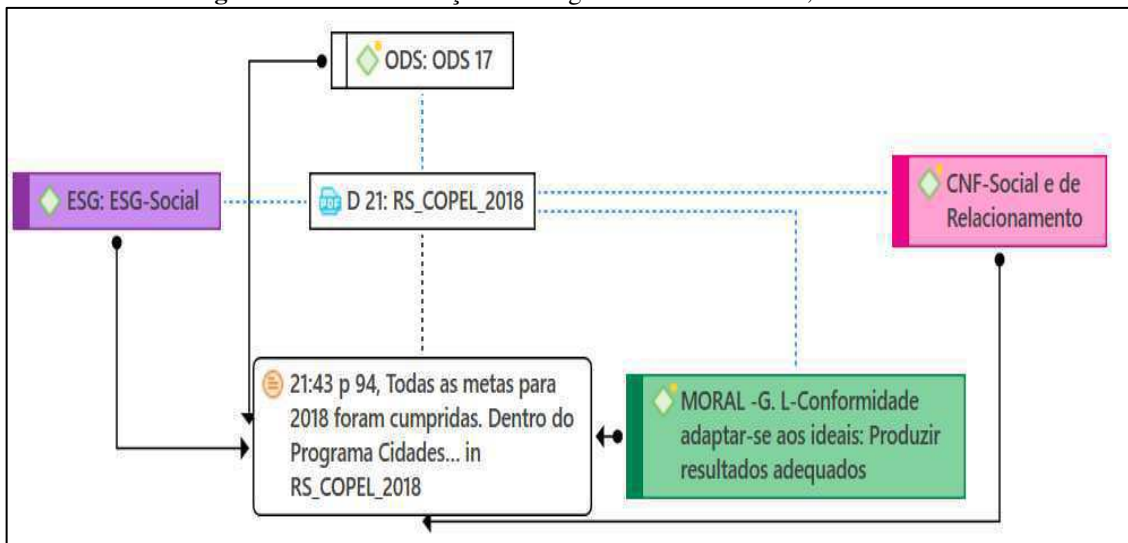 ODS: ODS 17
ESG: ESG-Social
PDF
D 21: RS_COPEL_2018
CNF-Social e de
Relacionamento
21:43 p 94, Todas as metas para
2018 foram cumpridas. Dentro do
Programa Cidades... in
RS_COPEL_2018
MORAL -G. L-Conformidade
adaptar-se aos ideais: Produzir
resultados adequados